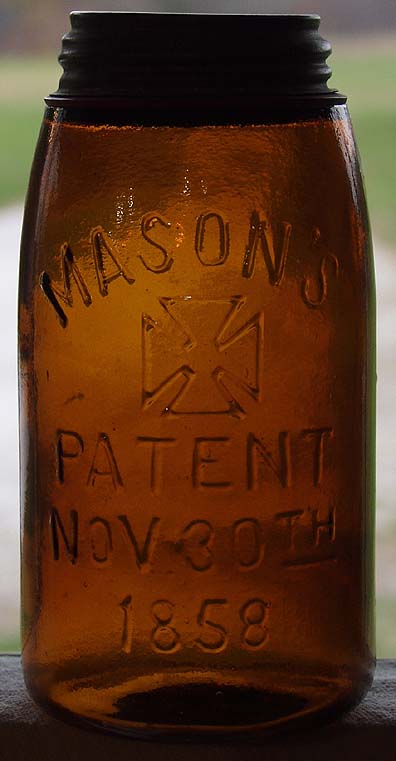 MASON'S
PATENT
NOV 30TH
1858